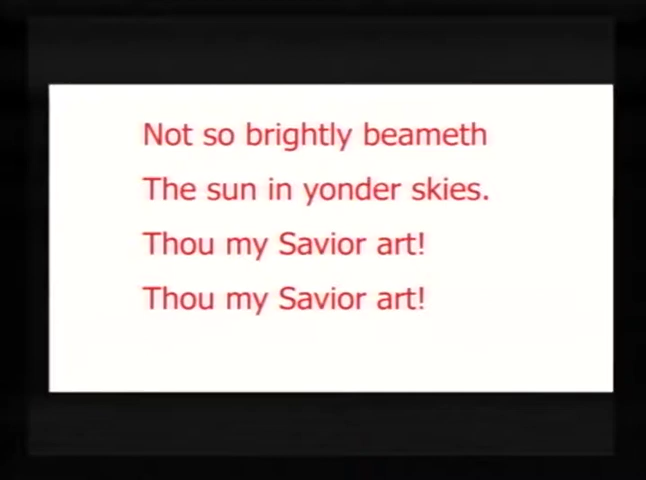 Not so brightly beameth
The sun in yonder skies.
Thou my Savior art!
Thou my Savior art!